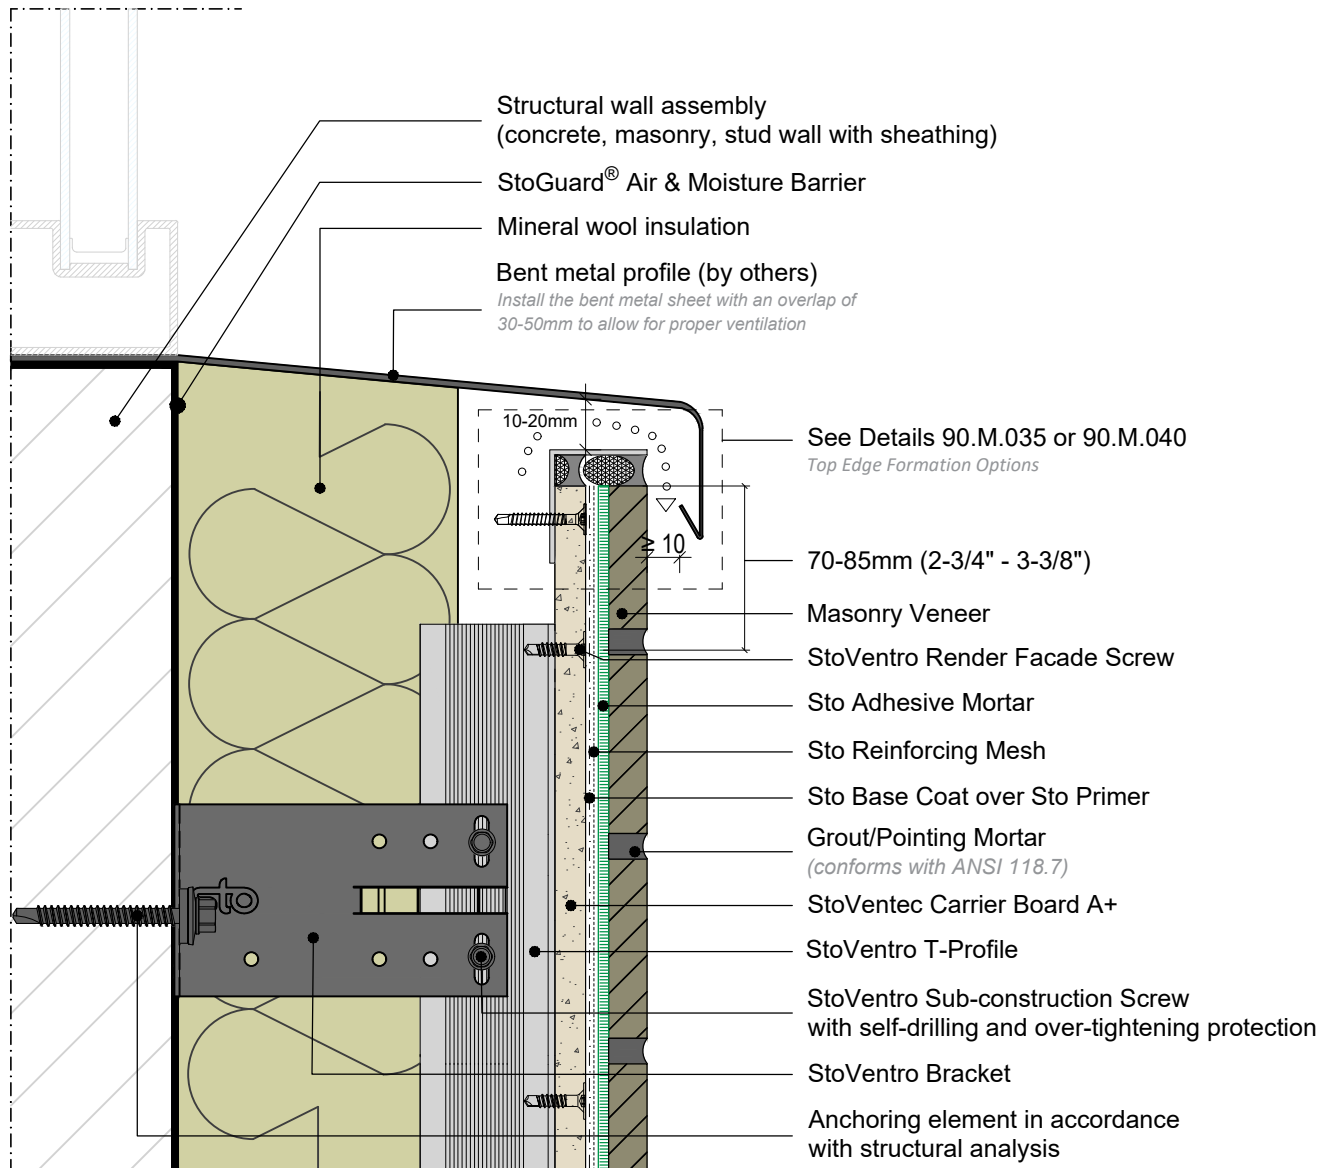 Structural wall assembly
(concrete, masonry, stud wall with sheathing)
StoGuard® Air & Moisture Barrier
Mineral wool insulation
Bent metal profile (by others)
Install the bent metal sheet with an overlap of
30-50mm to allow for proper ventilation
10-20mm
See Details 90.M.035 or 90.M.040
Top Edge Formation Options
≥ 10
70-85mm (2-3/4" - 3-3/8")
Masonry Veneer
StoVentro Render Facade Screw
Sto Adhesive Mortar
Sto Reinforcing Mesh
Sto Base Coat over Sto Primer
Grout/Pointing Mortar
(conforms with ANSI 118.7)
StoVentec Carrier Board A+
StoVentro T-Profile
StoVentro Sub-construction Screw
with self-drilling and over-tightening protection
StoVentro Bracket
Anchoring element in accordance
with structural analysis